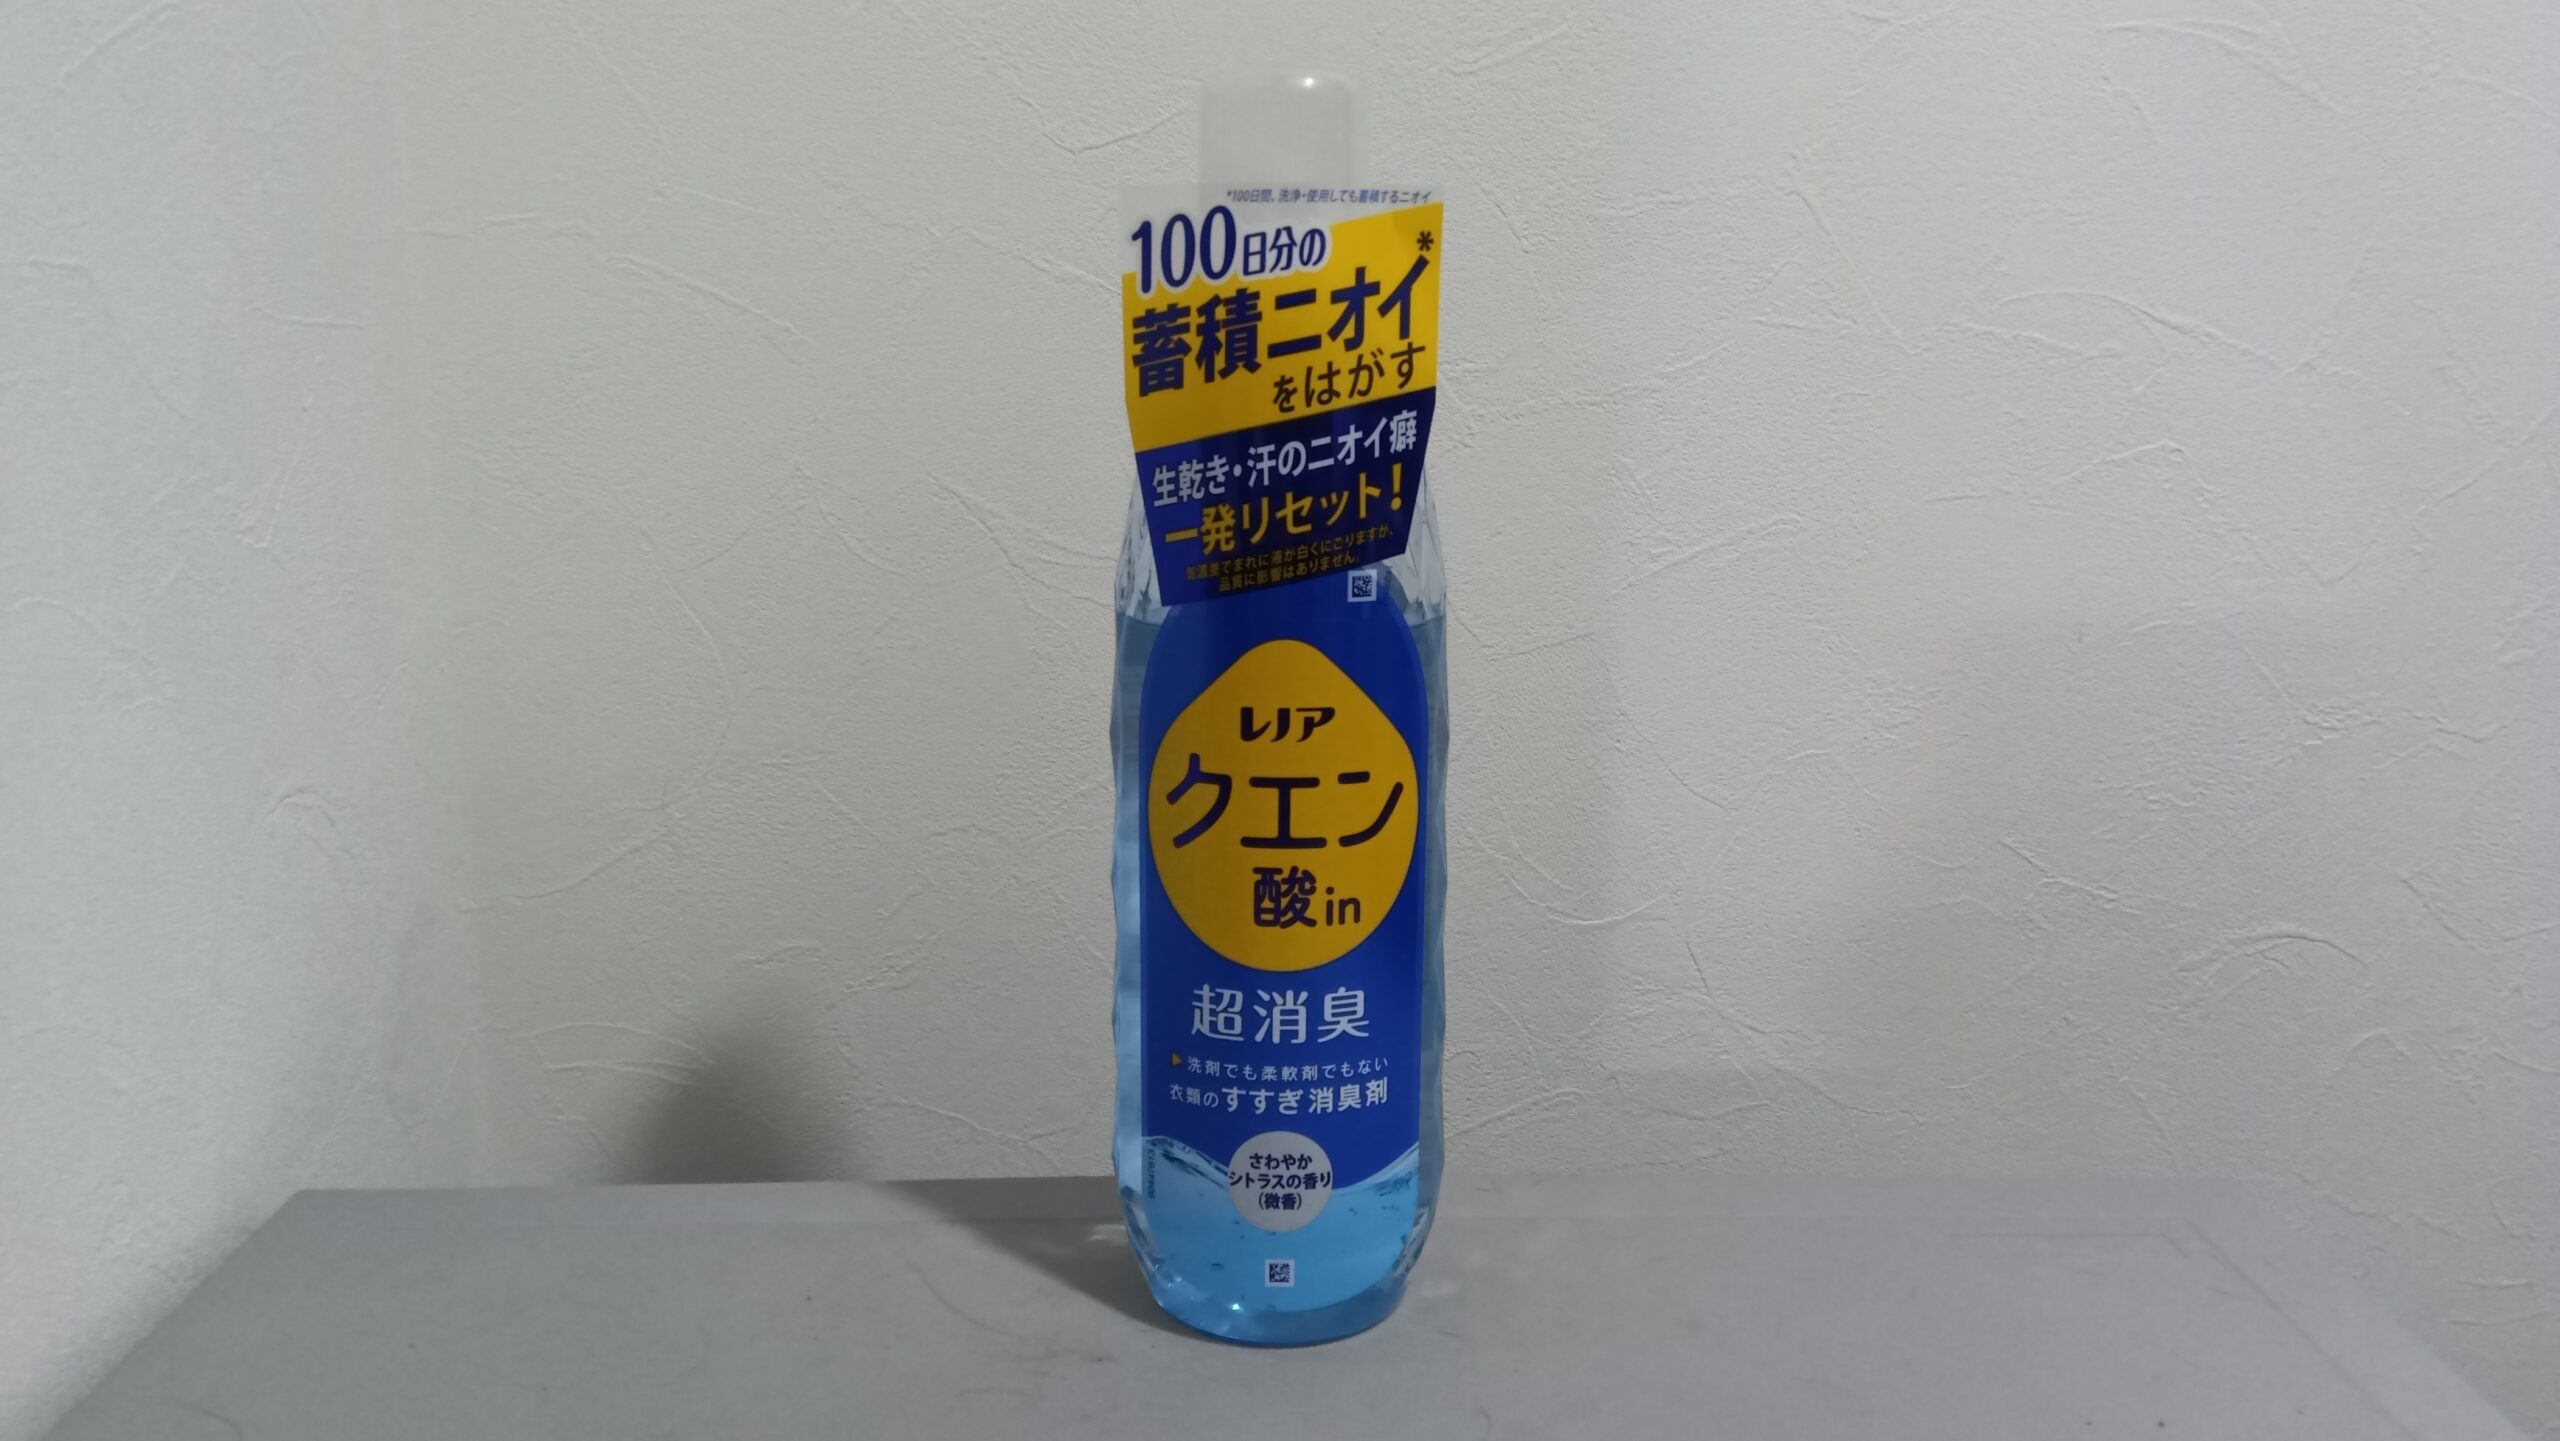 *100日間、洗浄・使用しても蓄積するニオイ
100日分の
蓄積ニオイ*
をはがす
生乾き・汗のニオイ癖
一発リセット!
気温差でまれに液が白くにごりますが、
品質に影響はありません。
レノア
クエン
酸in
超消臭
▶洗剤でも柔軟剤でもない
衣類のすすぎ消臭剤
さわやか
シトラスの香り
(微香)